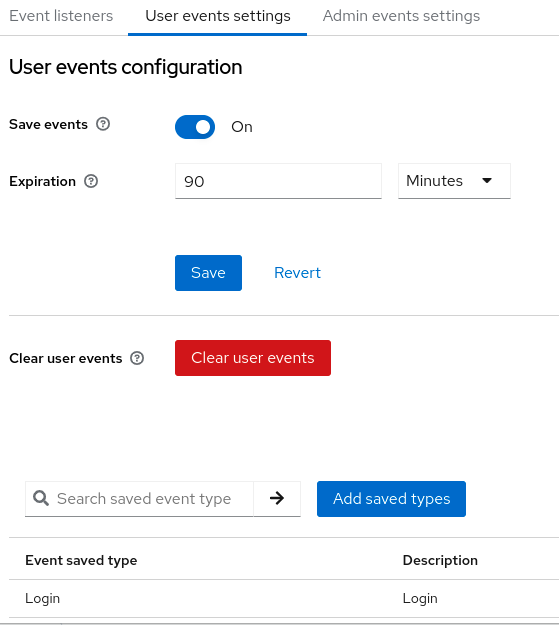 Event listeners User events settings Admin events settings
User events configuration
Save events On
Expiration 90 Minutes
Save Revert
Clear user events Clear user events
Search saved event type Add saved types
Event saved type Description
Login Login